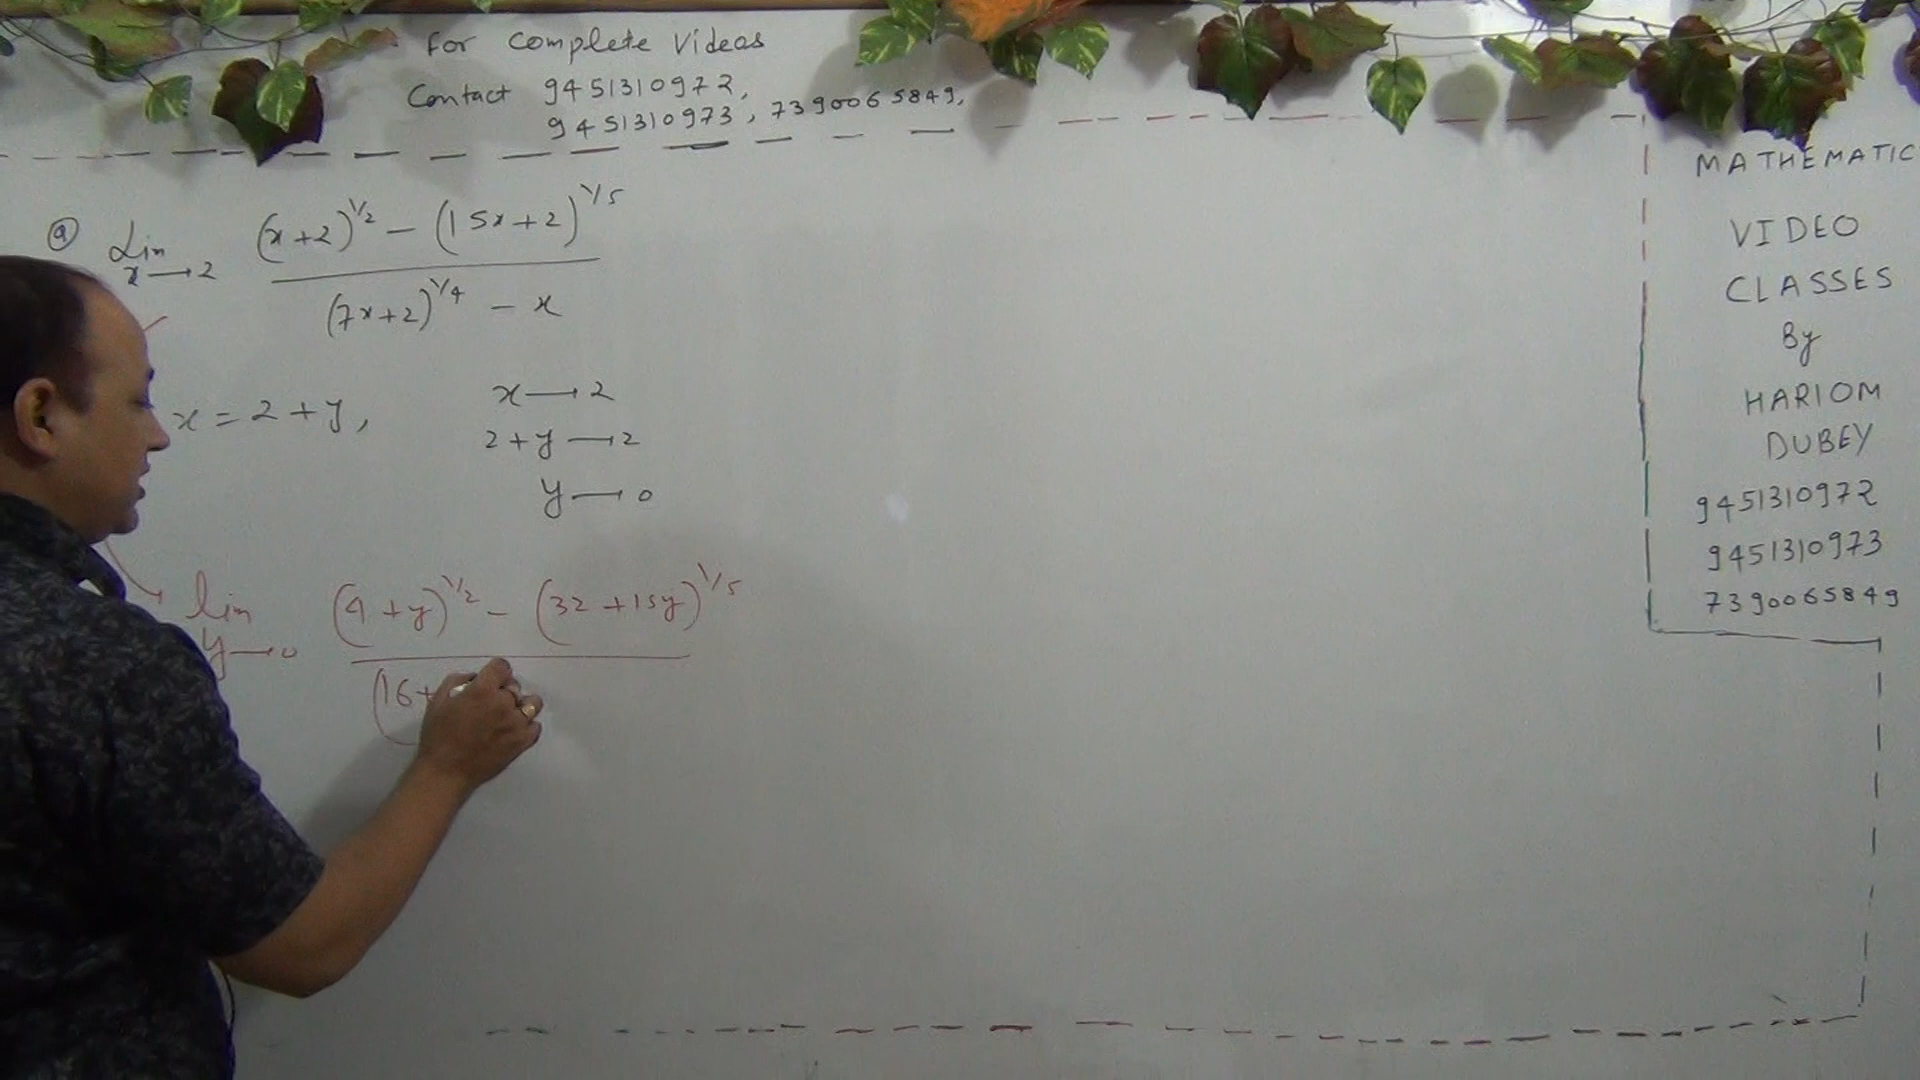 For Complete Videos
Contact 9451310972,
9451310973, 7390065849,
(a) Lim x→2 (x+2)^1/2 − (15x+2)^1/5
(7x+2)^1/4 − x
x = 2 + y,
x → 2
2 + y → 2
y → 0
lim y→0 (4+y)^1/2 − (32+15y)^1/5
(16+
MATHEMATIC
VIDEO
CLASSES
By
HARIOM
DUBEY
9451310972
9451310973
7390065849